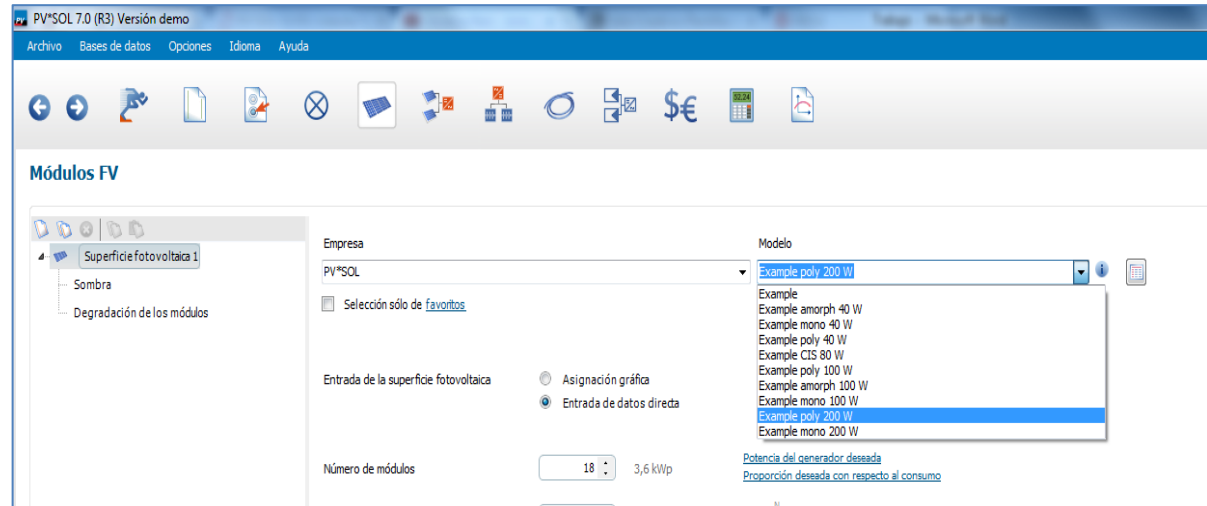 PV PV*SOL 7.0 (R3) Versión demo
Archivo Bases de datos Opciones Idioma Ayuda
52.24
$€
Módulos FV
Superficie fotovoltaica 1
Sombra
Degradación de los módulos
Empresa
PV*SOL
Selección sólo de favoritos
Modelo
Example poly 200 W
Example
Example amorph 40 W
Example mono 40 W
Example poly 40 W
Example CIS 80 W
Example poly 100 W
Example amorph 100 W
Example mono 100 W
Example poly 200 W
Example mono 200 W
Entrada de la superficie fotovoltaica
Asignación gráfica
Entrada de datos directa
Número de módulos
18
3,6 kWp
Potencia del generador deseada
Proporción deseada con respecto al consumo
N